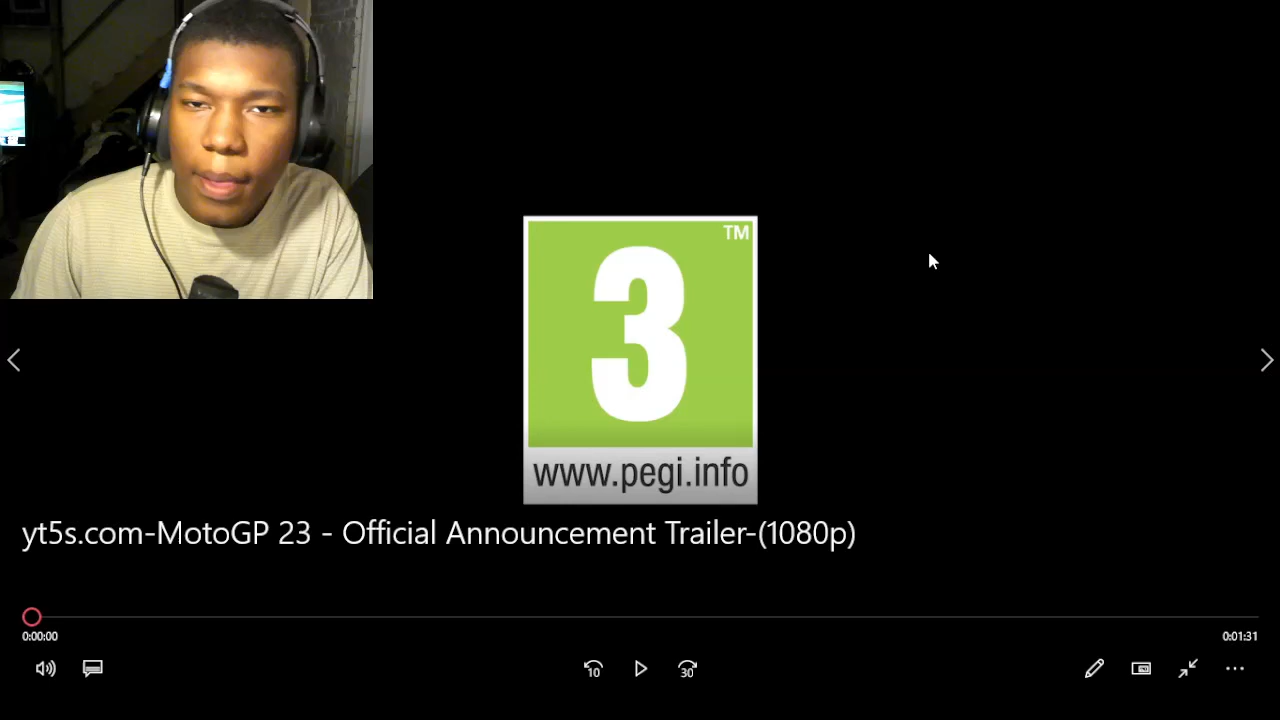 TM
3
www.pegi.info
yt5s.com-MotoGP 23 - Official Announcement Trailer-(1080p)
0:00:00
0:01:31
10
30